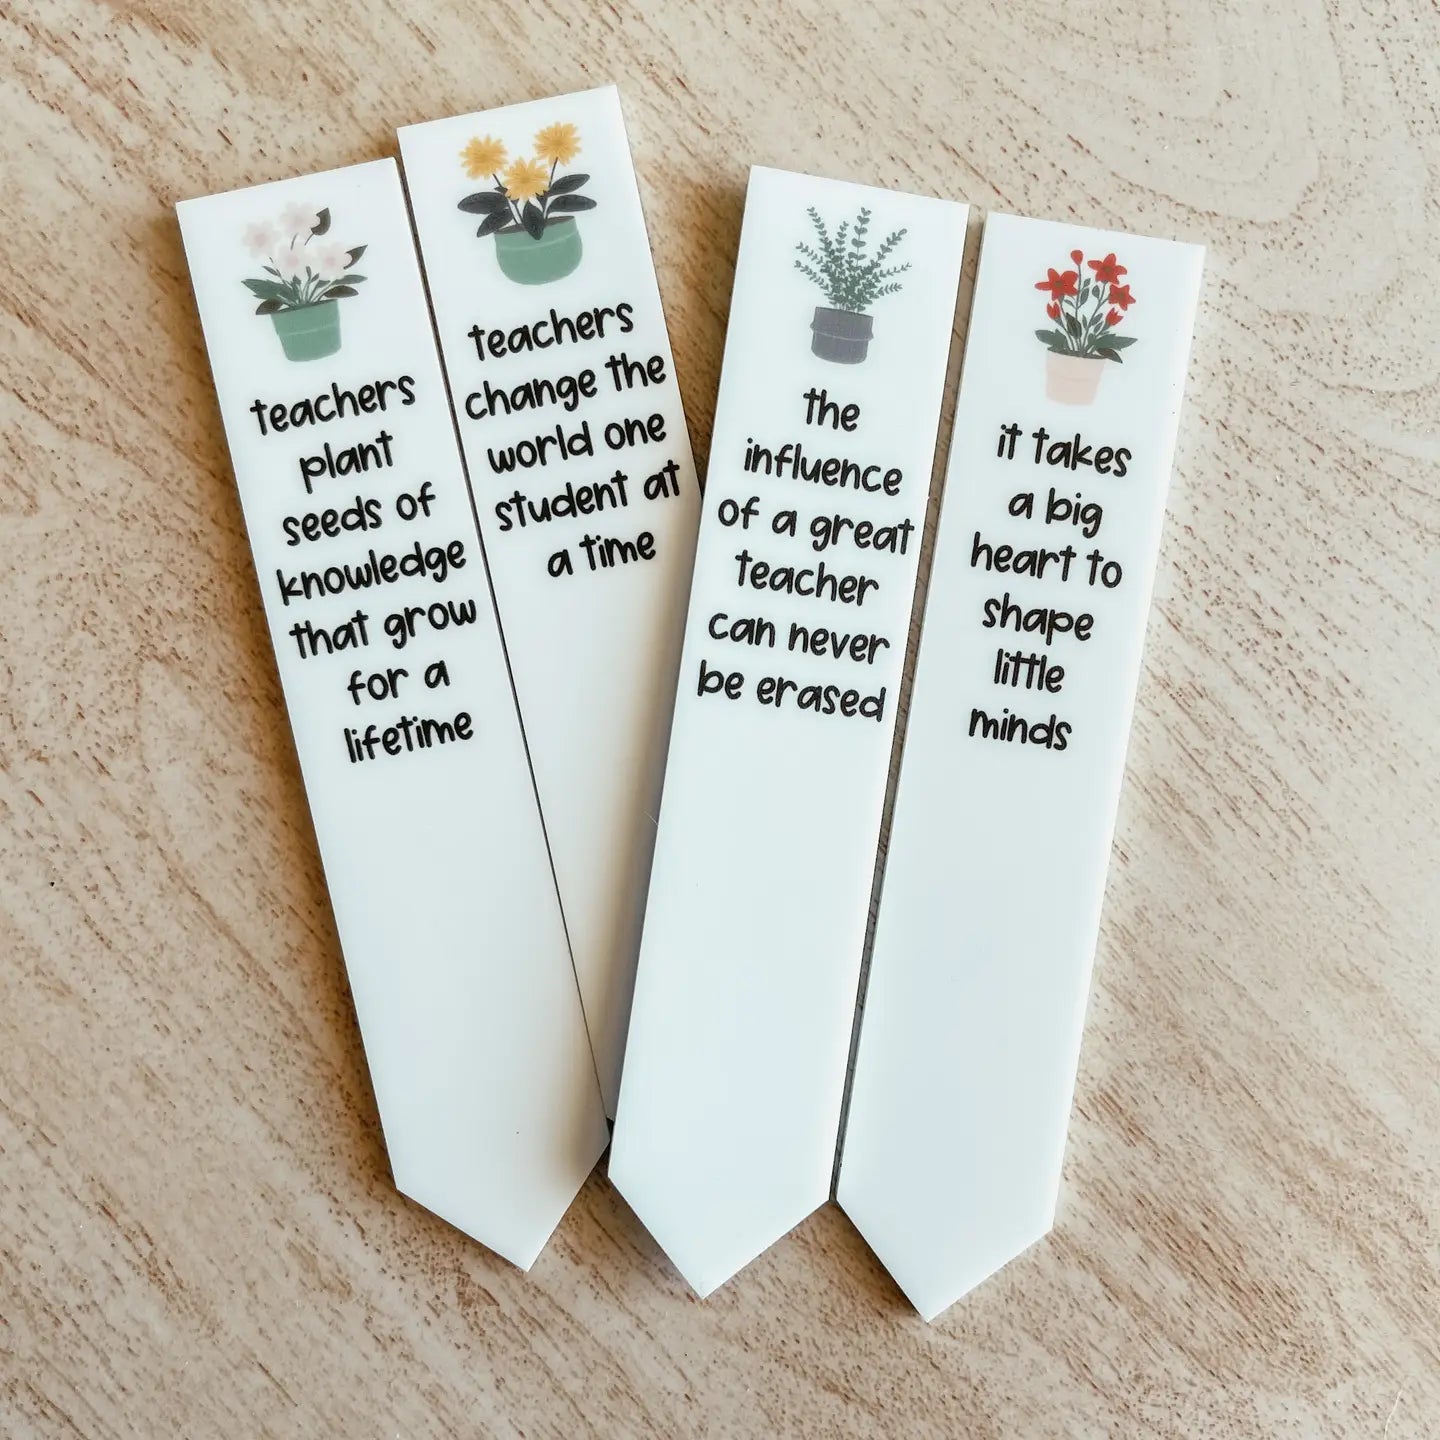 teachers
plant
seeds of
knowledge
that grow
for a
lifetime
teachers
change the
world one
student at
a time
the
influence
of a great
teacher
can never
be erased
it takes
a big
heart to
shape
little
minds